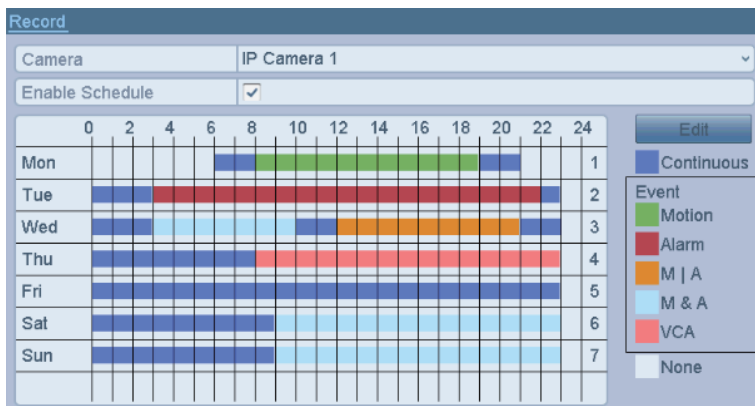 Record
Camera IP Camera 1
Enable Schedule
0 2 4 6 8 10 12 14 16 18 20 22 24
Edit
Mon 1
Continuous
Tue 2
Event
Motion
Wed 3
Alarm
Thu 4
M | A
Fri 5
M & A
Sat 6
VCA
Sun 7
None